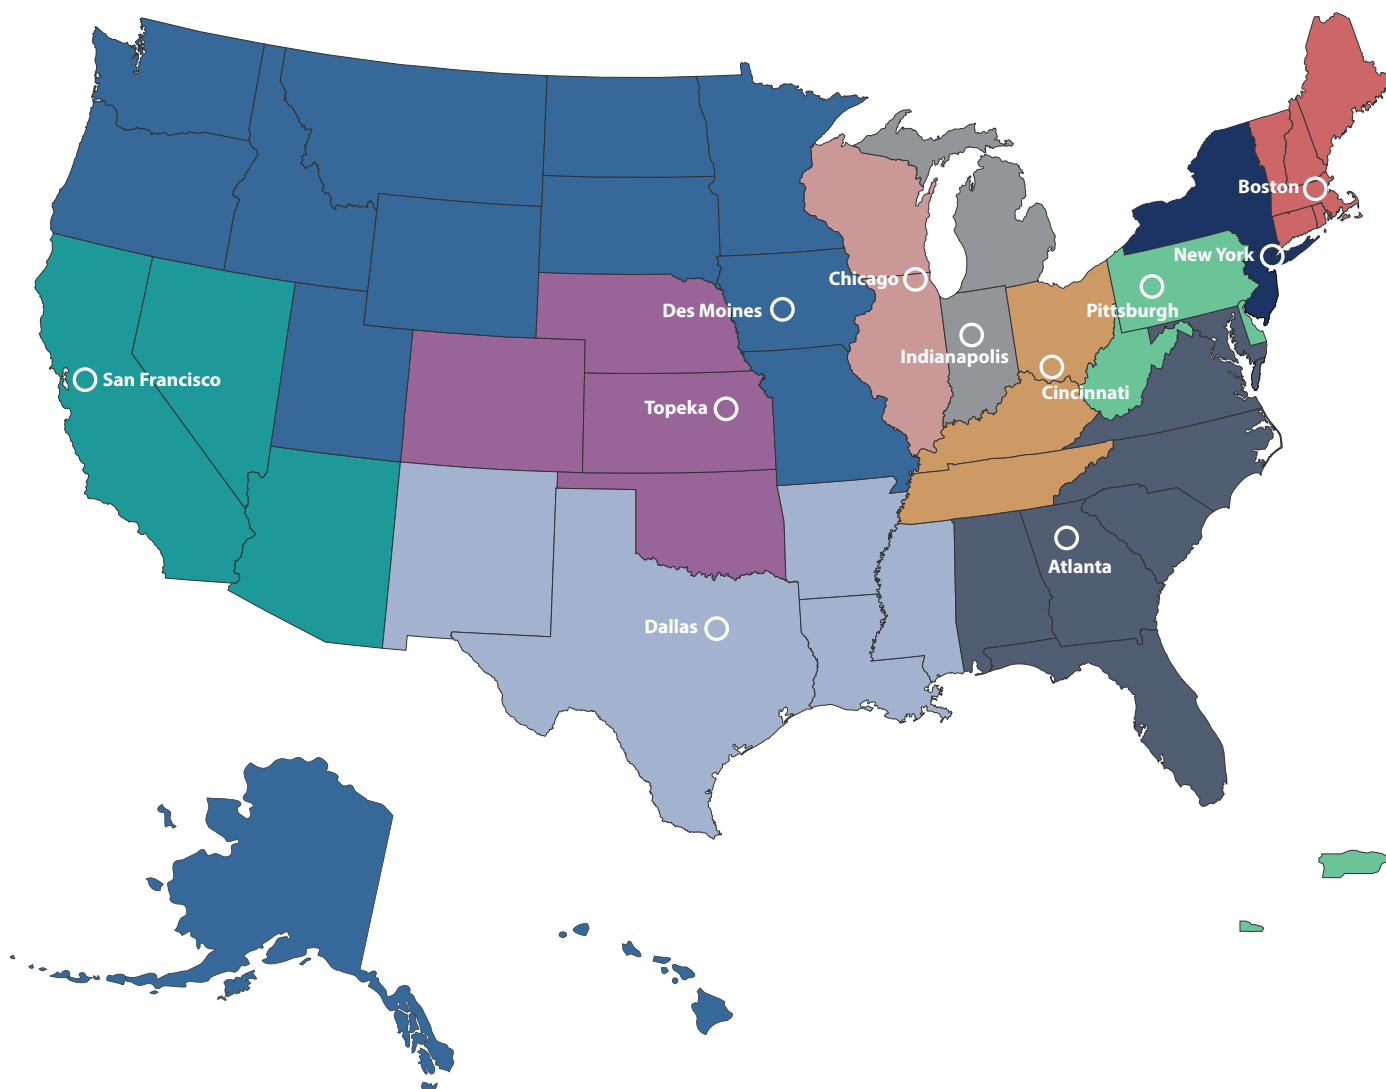 Boston
New York
Chicago
Pittsburgh
Des Moines
Indianapolis
San Francisco
Cincinnati
Topeka
Atlanta
Dallas